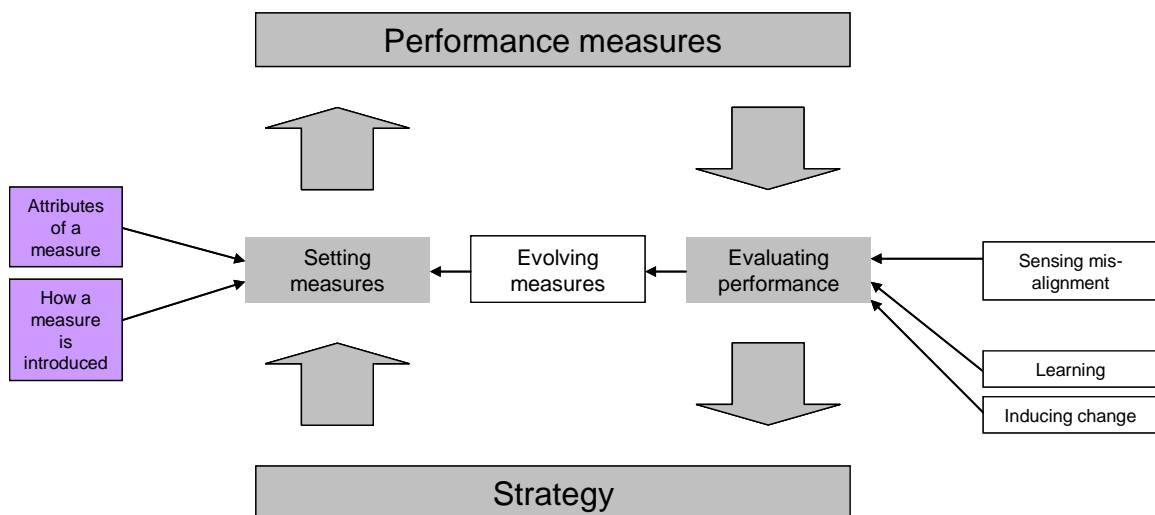 Performance measures
Attributes
of a
measure
How a
measure
is
introduced
Setting
measures
Evolving
measures
Evaluating
performance
Sensing mis-
alignment
Learning
Inducing change
Strategy